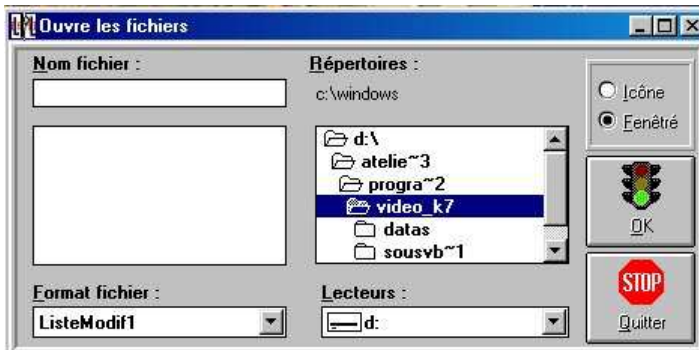 Ouvre les fichiers
Nom fichier :
Répertoires :
c:\windows
d:\
atelie~3
progra~2
video_k7
datas
sousvb~1
Format fichier :
ListeModif1
Lecteurs :
d:
Icône
Fenêtré
OK
STOP
Quitter